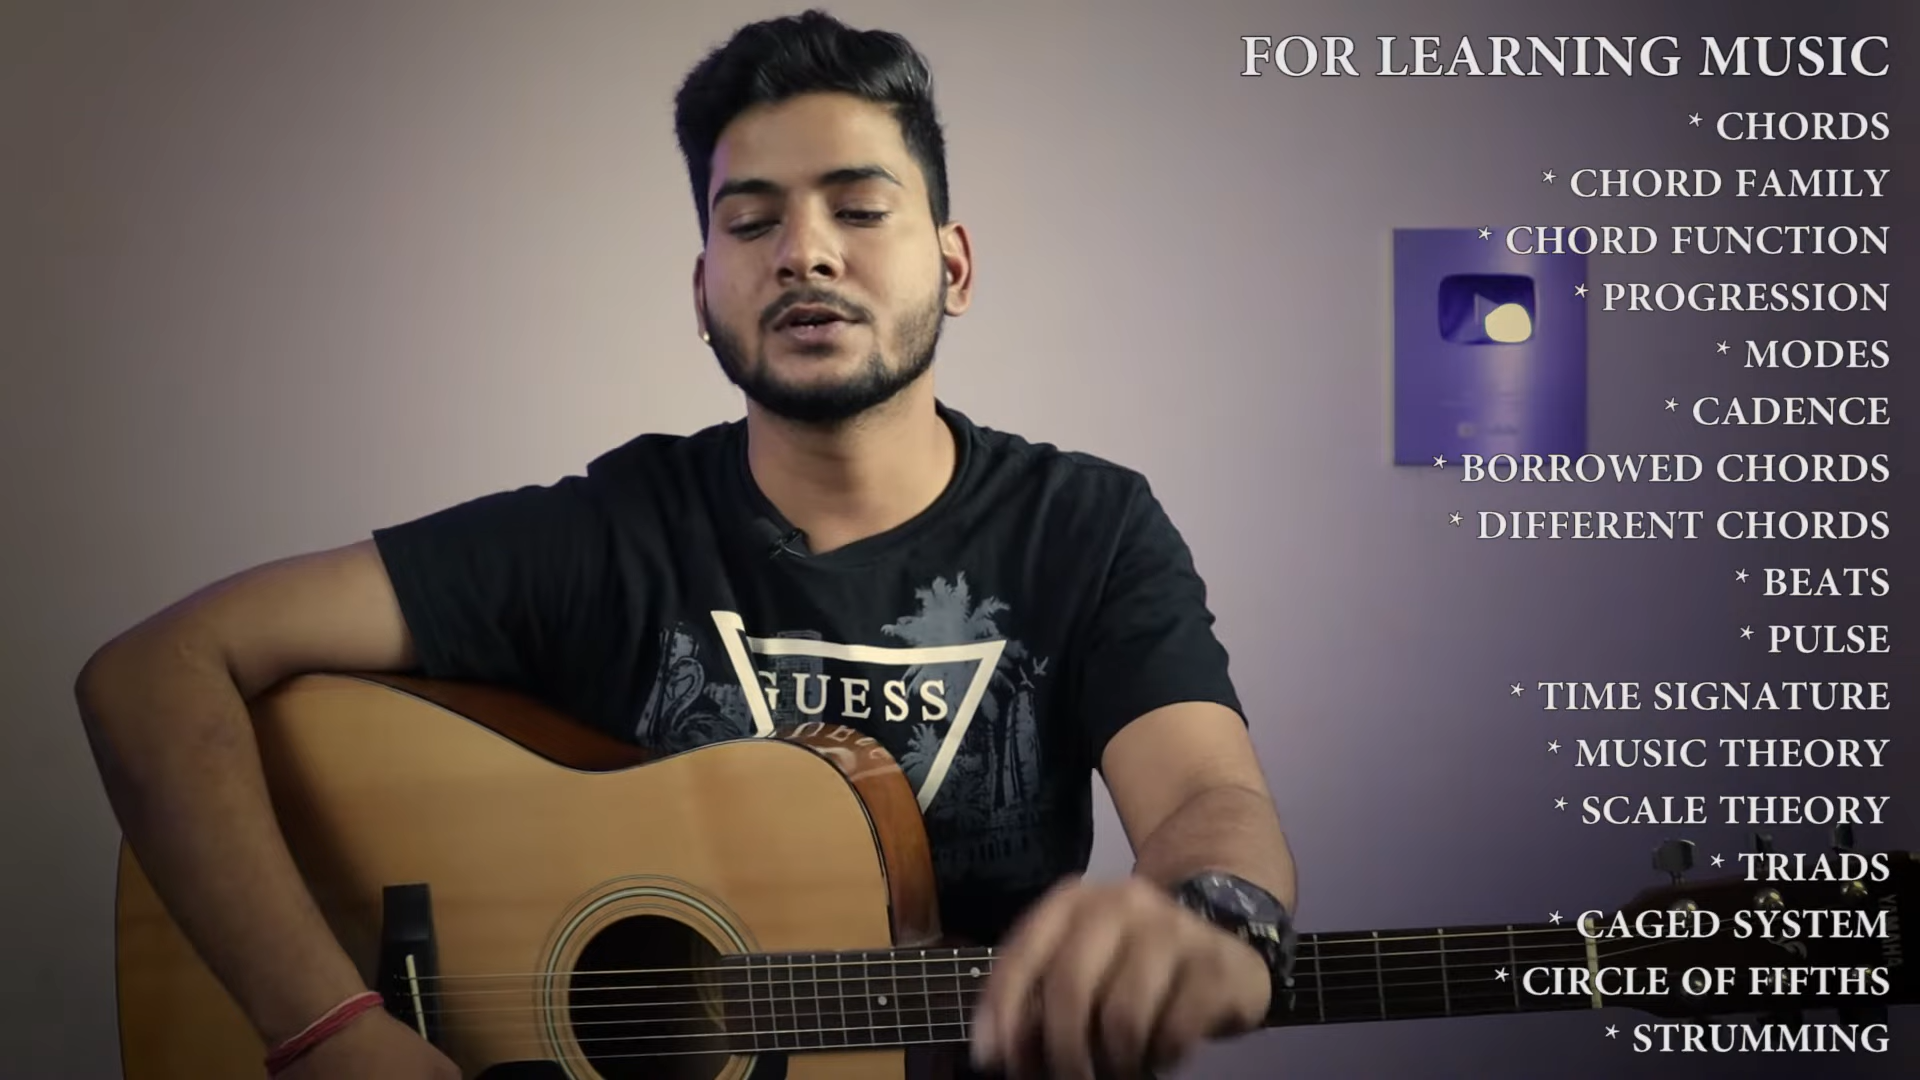 FOR LEARNING MUSIC
* CHORDS
* CHORD FAMILY
* CHORD FUNCTION
* PROGRESSION
* MODES
* CADENCE
* BORROWED CHORDS
* DIFFERENT CHORDS
* BEATS
* PULSE
* TIME SIGNATURE
* MUSIC THEORY
* SCALE THEORY
* TRIADS
* CAGED SYSTEM
* CIRCLE OF FIFTHS
* STRUMMING
GUESS
YAMAHA